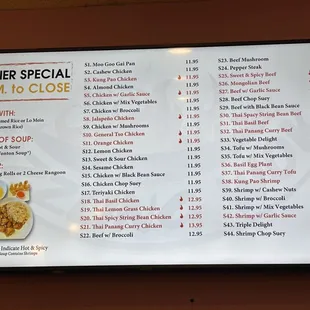 NER SPECIAL
M. to CLOSE
WITH:
OF SOUP:
Rolls or 2 Cheese Rangoon
Indicate Hot & Spicy
S1. Moo Goo Gai Pan 11.95
S2. Cashew Chicken 11.95
S3. Kung Pao Chicken 11.95
S4. Almond Chicken 11.95
S5. Chicken w/ Garlic Sauce 11.95
S6. Chicken w/ Mix Vegetables 11.95
S7. Chicken w/ Broccoli 11.95
S8. Jalapeño Chicken 11.95
S9. Chicken w/ Mushrooms 11.95
S10. General Tao Chicken 11.95
S11. Orange Chicken 11.95
S12. Lemon Chicken 11.95
S13. Sweet & Sour Chicken 11.95
S14. Sesame Chicken 11.95
S15. Chicken w/ Black Bean Sauce 11.95
S16. Chicken Chop Suey 11.95
S17. Teriyaki Chicken 11.95
S18. Thai Basil Chicken 12.95
S19. Thai Lemon Grass Chicken 12.95
S20. Thai Spicy String Bean Chicken 12.95
S21. Thai Panang Curry Chicken 13.95
S22. Beef w/ Broccoli 12.95
S23. Beef Mushroom
S24. Pepper Steak
S25. Sweet & Spicy Beef
S26. Mongolian Beef
S27. Beef w/ Garlic Sauce
S28. Beef Chop Suey
S29. Beef with Black Bean Sauce
S30. Thai Spacy String Bean Beef
S31. Thai Basil Beef
S32. Thai Panang Curry Beef
S33. Vegetable Delight
S34. Tofu w/ Mushrooms
S35. Tofu w/ Mix Vegetables
S36. Basil Egg Plant
S37. Thai Panang Curry Tofu
S38. Kung Pao Shrimp
S39. Shrimp w/ Cashew Nuts
S40. Shrimp w/ Broccoli
S41. Shrimp w/ Mix Vegetables
S42. Shrimp w/ Garlic Sauce
S43. Triple Delight
S44. Shrimp Chop Suey